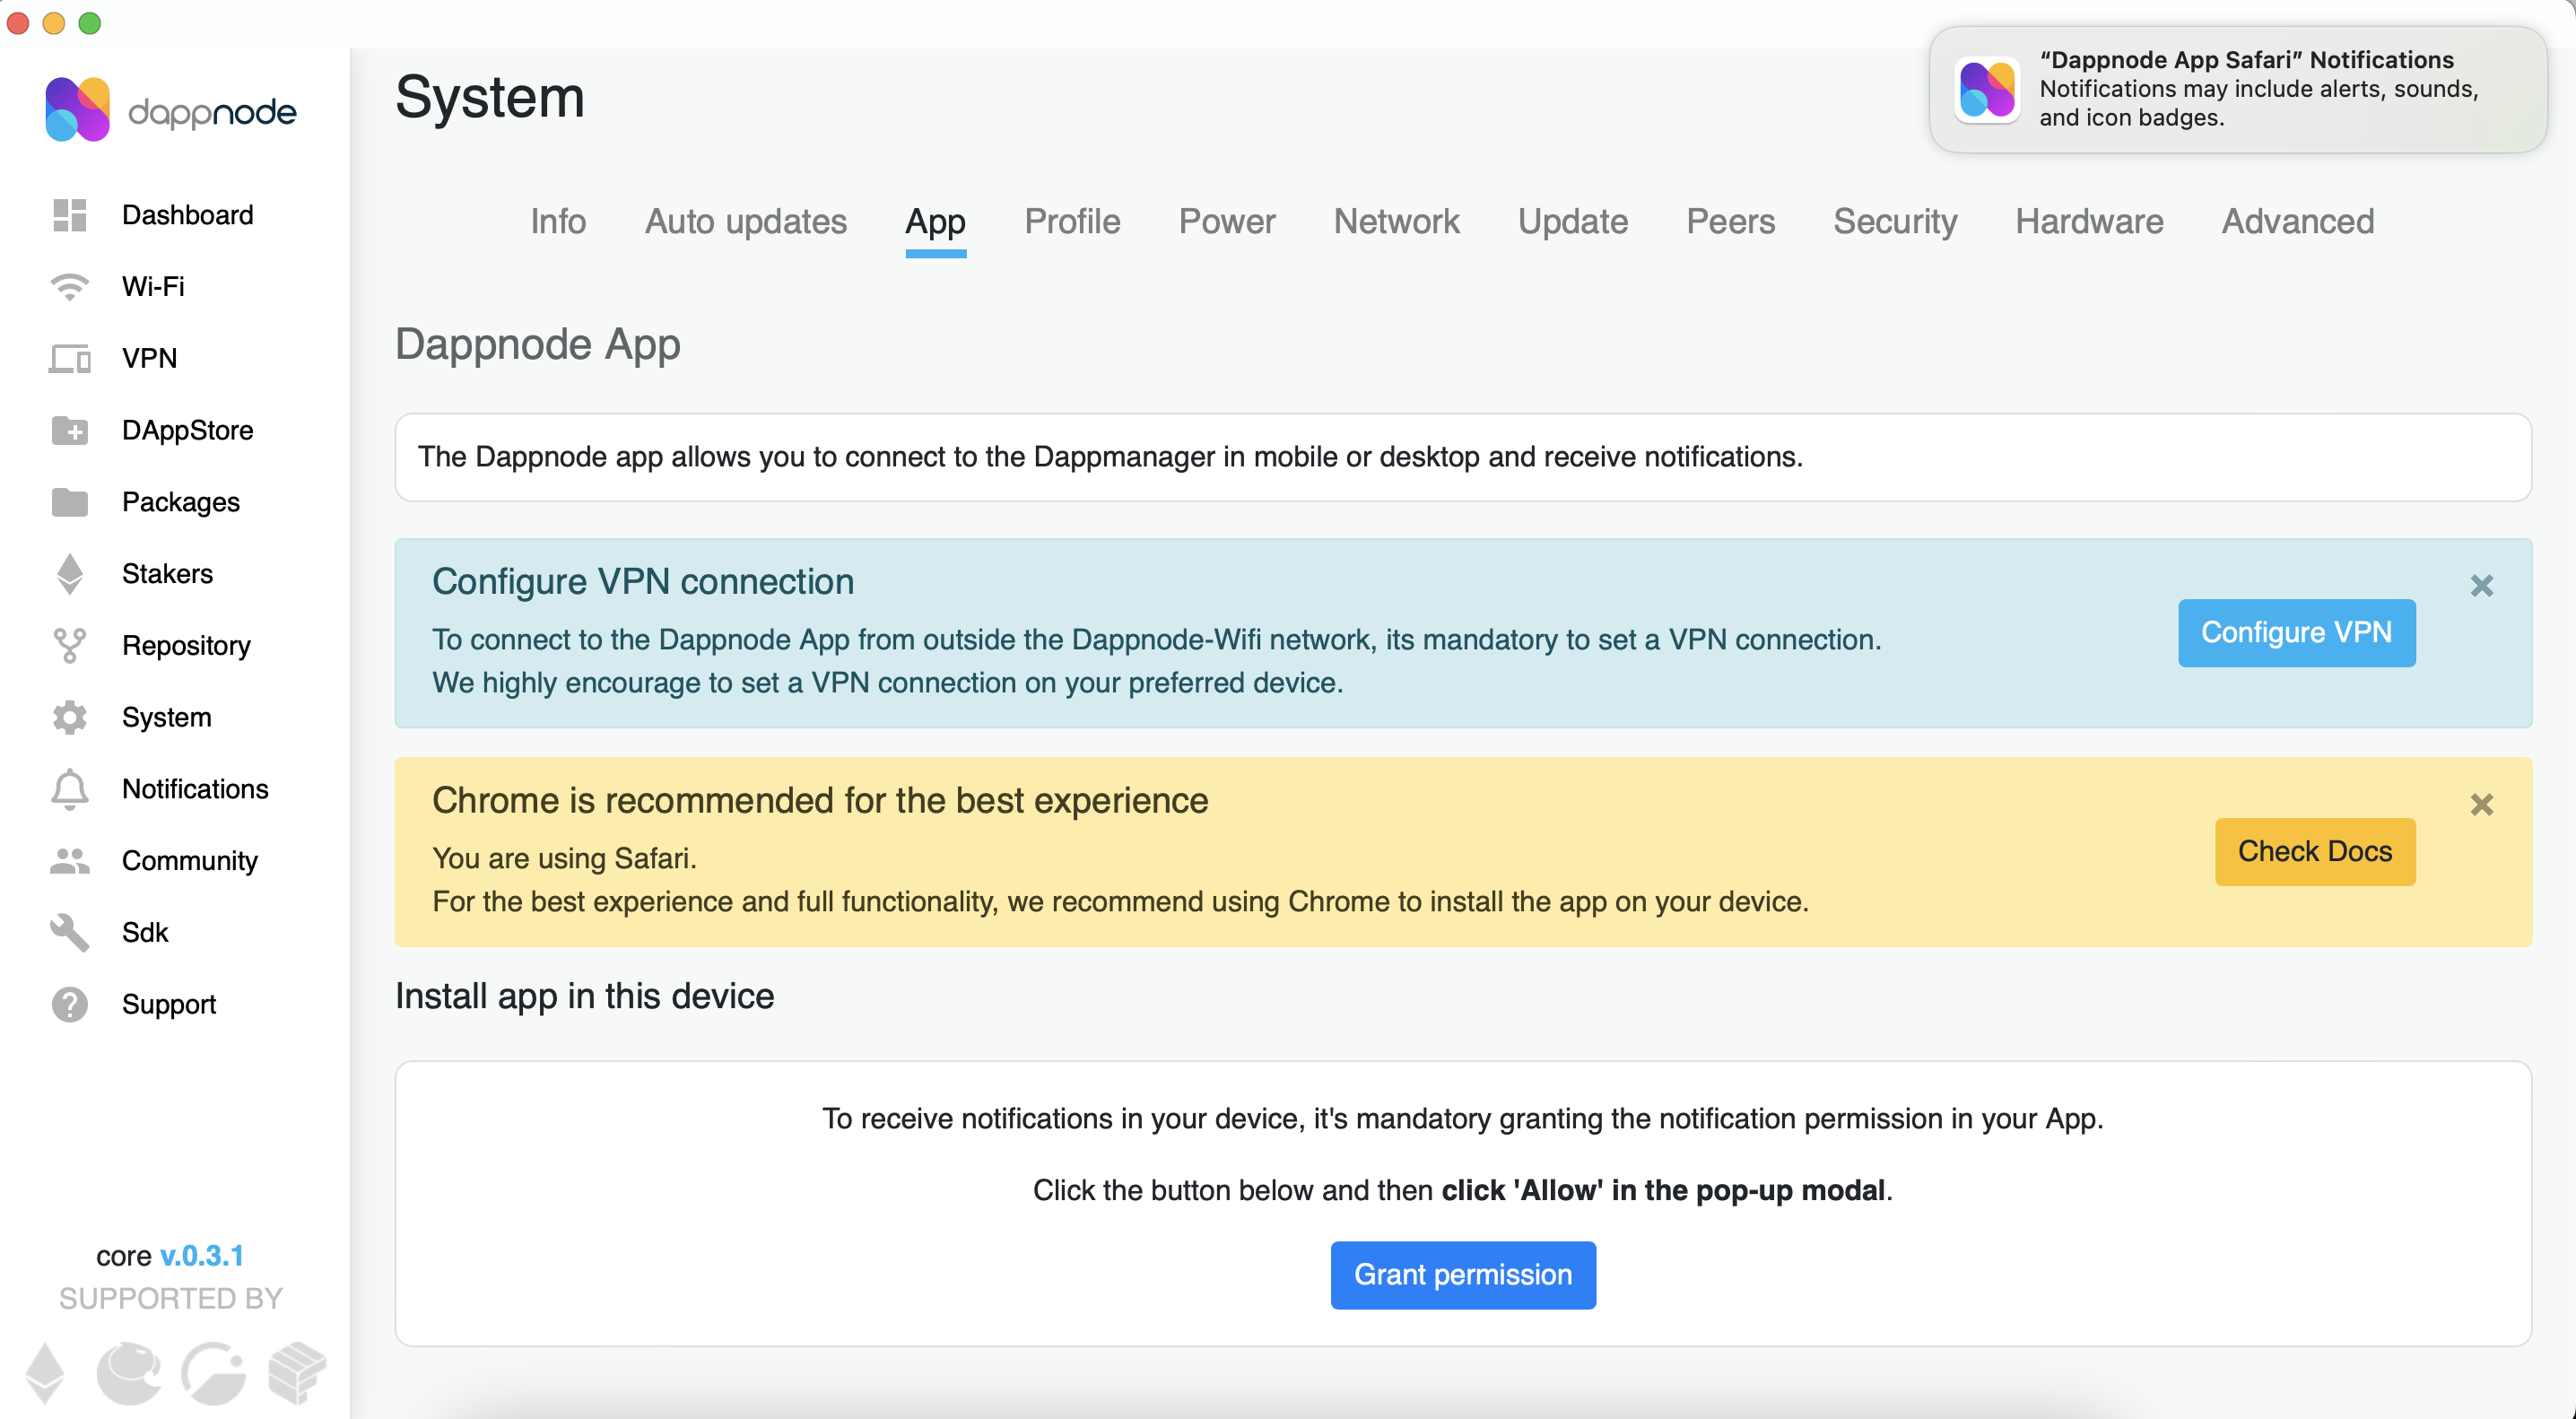 dappnode
Dashboard
Wi-Fi
VPN
DAppStore
Packages
Stakers
Repository
System
Notifications
Community
Sdk
Support
core v.0.3.1
SUPPORTED BY
System
“Dappnode App Safari” Notifications
Notifications may include alerts, sounds,
and icon badges.
Info Auto updates App Profile Power Network Update Peers Security Hardware Advanced
Dappnode App
The Dappnode app allows you to connect to the Dappmanager in mobile or desktop and receive notifications.
Configure VPN connection
To connect to the Dappnode App from outside the Dappnode-Wifi network, its mandatory to set a VPN connection.
We highly encourage to set a VPN connection on your preferred device.
Configure VPN
Chrome is recommended for the best experience
You are using Safari.
For the best experience and full functionality, we recommend using Chrome to install the app on your device.
Check Docs
Install app in this device
To receive notifications in your device, it's mandatory granting the notification permission in your App.
Click the button below and then click 'Allow' in the pop-up modal.
Grant permission